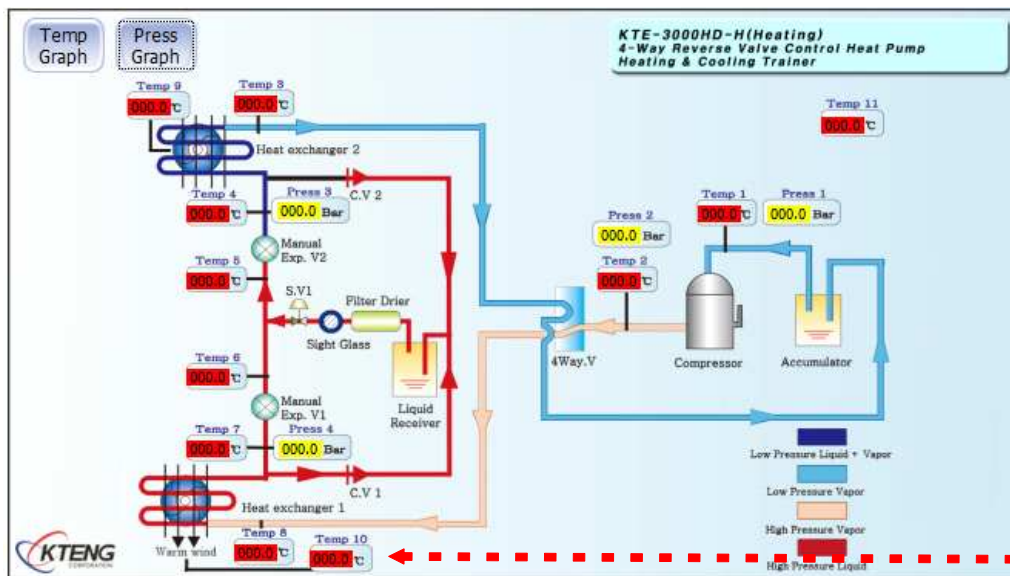 Temp
Graph
Press
Graph
KTE-3000HD-H(Heating)
4-Way Reverse Valve Control Heat Pump
Heating & Cooling Trainer
Temp 9
000.0 ℃
Temp 3
000.0 ℃
Temp 11
000.0 ℃
Heat exchanger 2
Temp 4
000.0 ℃
Press 3
000.0 Bar
C.V 2
Press 2
000.0 Bar
Temp 1
000.0 ℃
Press 1
000.0 Bar
Manual
Exp. V2
Temp 5
000.0 ℃
Temp 2
000.0 ℃
S.V1
Filter Drier
Sight Glass
4Way.V
Compressor
Accumulator
Temp 6
000.0 ℃
Liquid
Receiver
Manual
Exp. V1
Temp 7
000.0 ℃
Press 4
000.0 Bar
C.V 1
Low Pressure Liquid + Vapor
Low Pressure Vapor
High Pressure Vapor
High Pressure Liquid
Heat exchanger 1
Temp 8
000.0 ℃
Temp 10
000.0 ℃
Warm wind
KTENG
CORPORATION